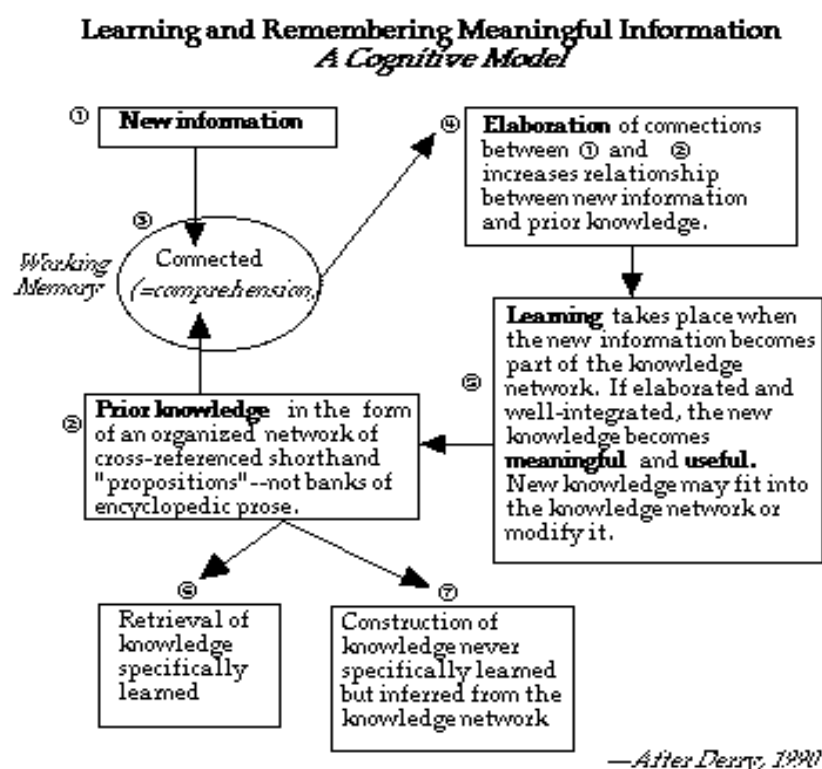 Learning and Remembering Meaningful Information
A Cognitive Model
① New information
③
Working
Memory
Connected
(=comprehension,
④ Elaboration of connections
between ① and ②
increases relationship
between new information
and prior knowledge.
⑤
Learning takes place when
the new information becomes
part of the knowledge
network. If elaborated and
well-integrated, the new
knowledge becomes
meaningful and useful.
New knowledge may fit into
the knowledge network or
modify it.
② Prior knowledge in the form
of an organized network of
cross-referenced shorthand
"propositions"--not banks of
encyclopedic prose.
⑥
Retrieval of
knowledge
specifically
learned
⑦
Construction of
knowledge never
specifically learned
but inferred from the
knowledge network
—After Derry, 1990